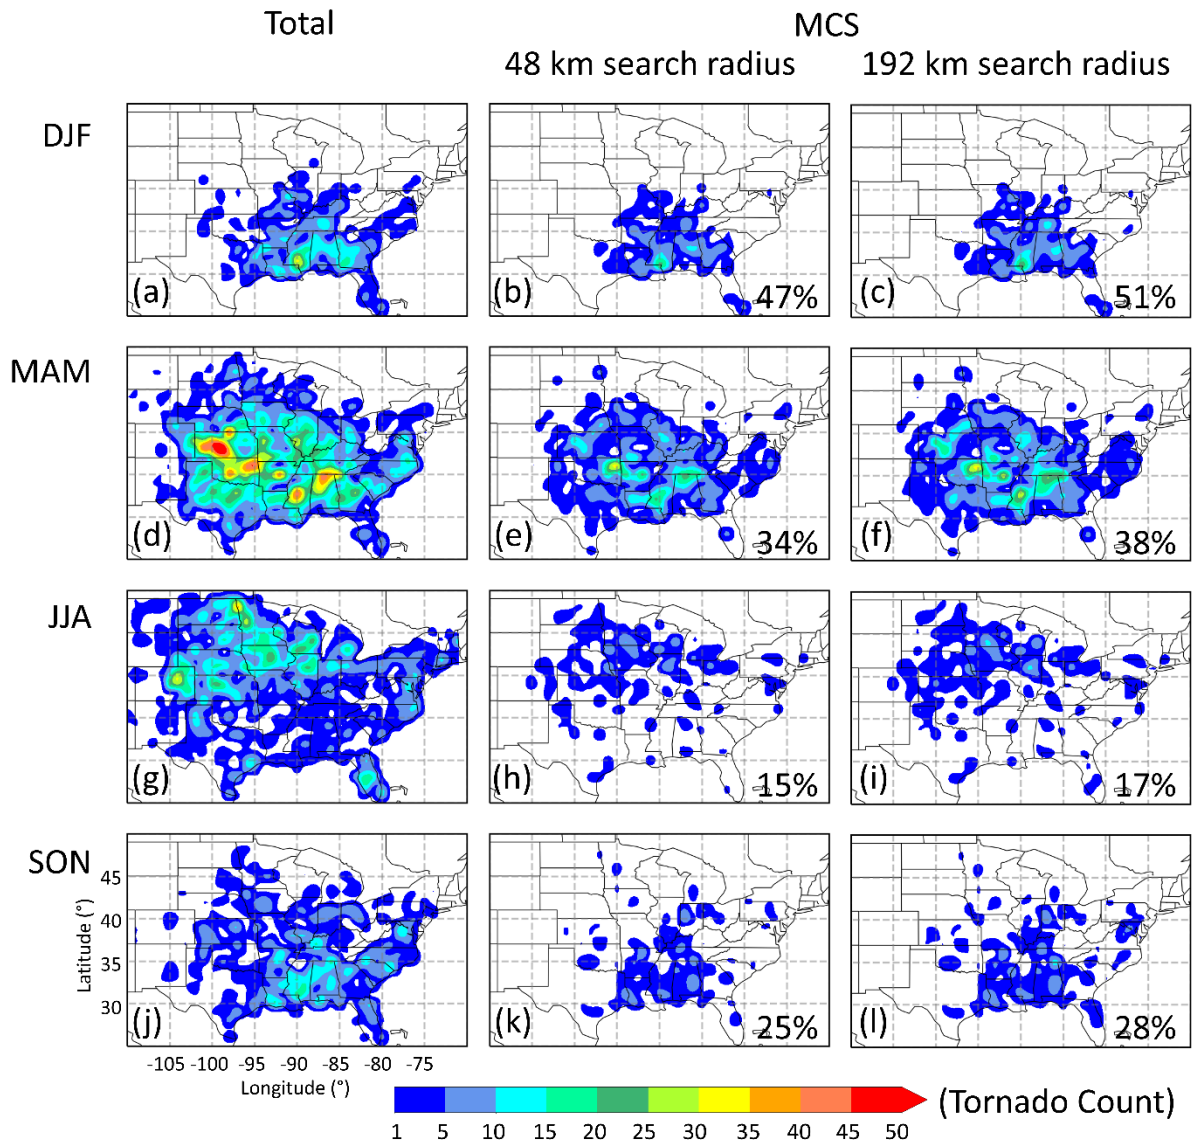 Total
MCS
48 km search radius
192 km search radius
DJF
(a)
(b)
47%
(c)
51%
MAM
(d)
(e)
34%
(f)
38%
JJA
(g)
(h)
15%
(i)
17%
SON
45
40
35
30
Latitude (°)
(j)
(k)
25%
(l)
28%
-105 -100 -95 -90 -85 -80 -75
Longitude (°)
(Tornado Count)
1 5 10 15 20 25 30 35 40 45 50